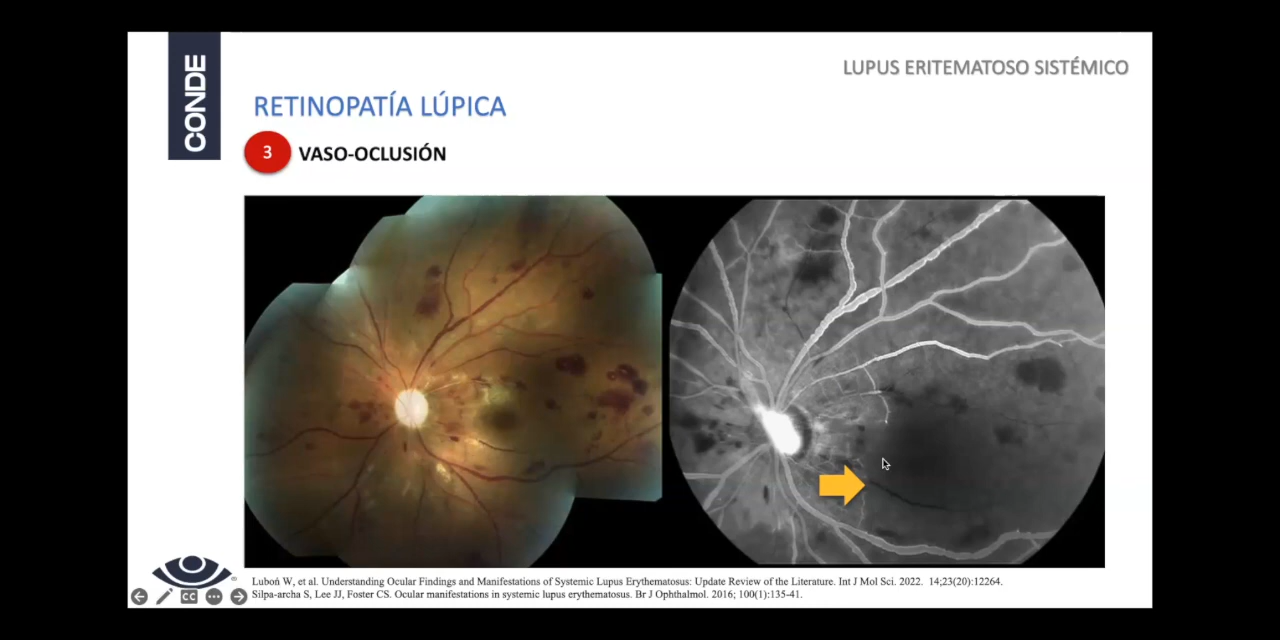 CONDE
LUPUS ERITEMATOSO SISTÉMICO
RETINOPATÍA LÚPICA
3 VASO-OCLUSIÓN
Luboń W, et al. Understanding Ocular Findings and Manifestations of Systemic Lupus Erythematosus: Update Review of the Literature. Int J Mol Sci. 2022. 14;23(20):12264.
Silpa-archa S, Lee JJ, Foster CS. Ocular manifestations in systemic lupus erythematosus. Br J Ophthalmol. 2016; 100(1):135-41.
CC